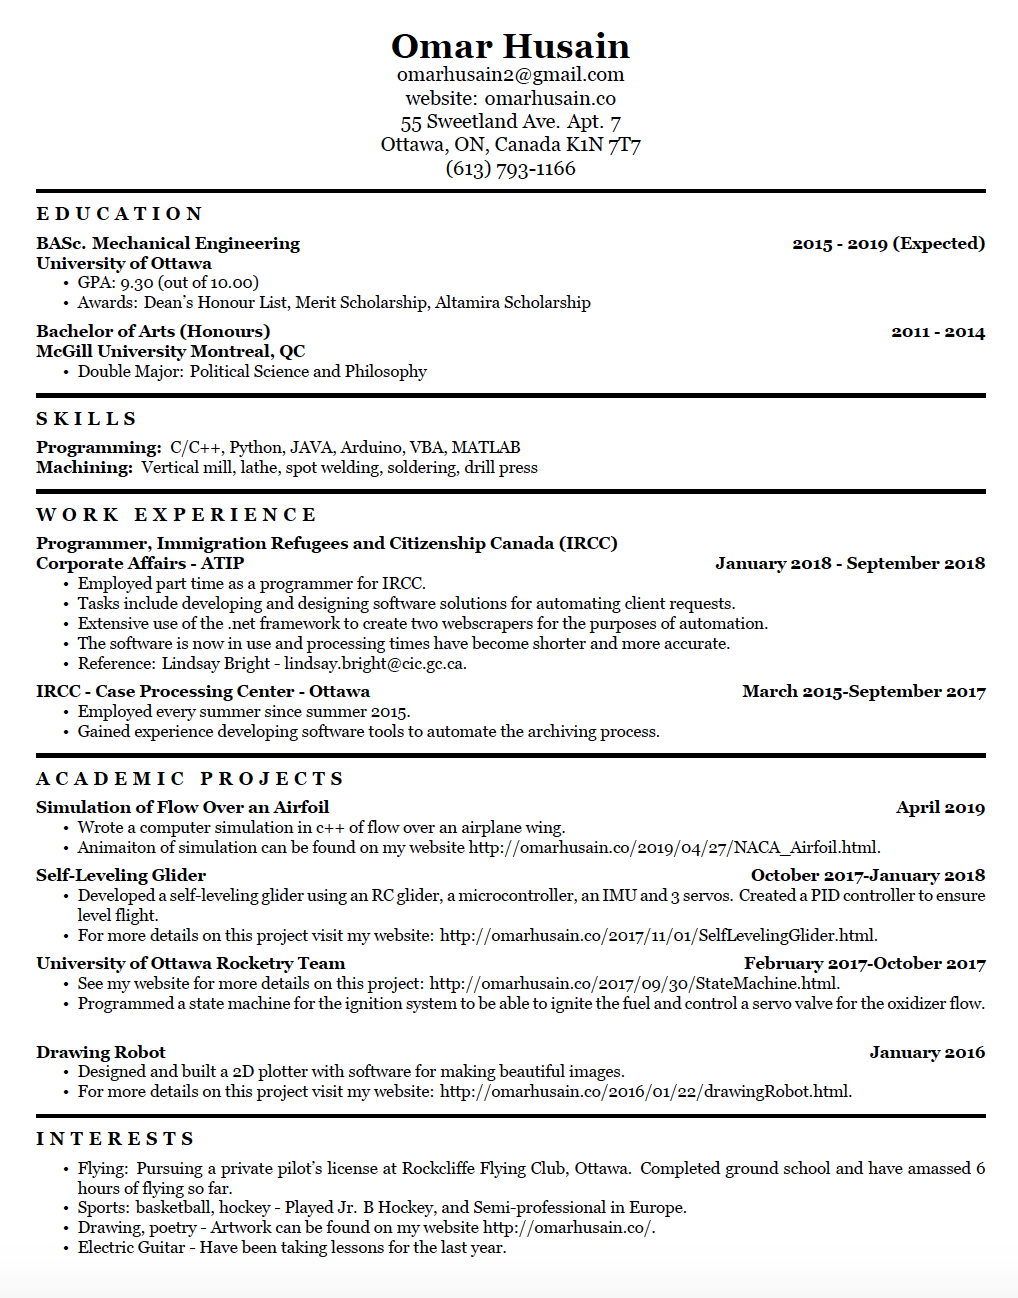 Omar Husain
omarhusain2@gmail.com
website: omarhusain.co
55 Sweetland Ave. Apt. 7
Ottawa, ON, Canada K1N 7T7
(613) 793-1166
EDUCATION
BASc. Mechanical Engineering 2015 - 2019 (Expected)
University of Ottawa
• GPA: 9.30 (out of 10.00)
• Awards: Dean's Honour List, Merit Scholarship, Altamira Scholarship
Bachelor of Arts (Honours) 2011 - 2014
McGill University Montreal, QC
• Double Major: Political Science and Philosophy
SKILLS
Programming: C/C++, Python, JAVA, Arduino, VBA, MATLAB
Machining: Vertical mill, lathe, spot welding, soldering, drill press
WORK EXPERIENCE
Programmer, Immigration Refugees and Citizenship Canada (IRCC)
Corporate Affairs - ATIP January 2018 - September 2018
• Employed part time as a programmer for IRCC.
• Tasks include developing and designing software solutions for automating client requests.
• Extensive use of the .net framework to create two webscrapers for the purposes of automation.
• The software is now in use and processing times have become shorter and more accurate.
• Reference: Lindsay Bright - lindsay.bright@cic.gc.ca.
IRCC - Case Processing Center - Ottawa March 2015-September 2017
• Employed every summer since summer 2015.
• Gained experience developing software tools to automate the archiving process.
ACADEMIC PROJECTS
Simulation of Flow Over an Airfoil April 2019
• Wrote a computer simulation in c++ of flow over an airplane wing.
• Animaiton of simulation can be found on my website http://omarhusain.co/2019/04/27/NACA_Airfoil.html.
Self-Leveling Glider October 2017-January 2018
• Developed a self-leveling glider using an RC glider, a microcontroller, an IMU and 3 servos. Created a PID controller to ensure
level flight.
• For more details on this project visit my website: http://omarhusain.co/2017/11/01/SelfLevelingGlider.html.
University of Ottawa Rocketry Team February 2017-October 2017
• See my website for more details on this project: http://omarhusain.co/2017/09/30/StateMachine.html.
• Programmed a state machine for the ignition system to be able to ignite the fuel and control a servo valve for the oxidizer flow.
Drawing Robot January 2016
• Designed and built a 2D plotter with software for making beautiful images.
• For more details on this project visit my website: http://omarhusain.co/2016/01/22/drawingRobot.html.
INTERESTS
• Flying: Pursuing a private pilot's license at Rockcliffe Flying Club, Ottawa. Completed ground school and have amassed 6
hours of flying so far.
• Sports: basketball, hockey - Played Jr. B Hockey, and Semi-professional in Europe.
• Drawing, poetry - Artwork can be found on my website http://omarhusain.co/.
• Electric Guitar - Have been taking lessons for the last year.